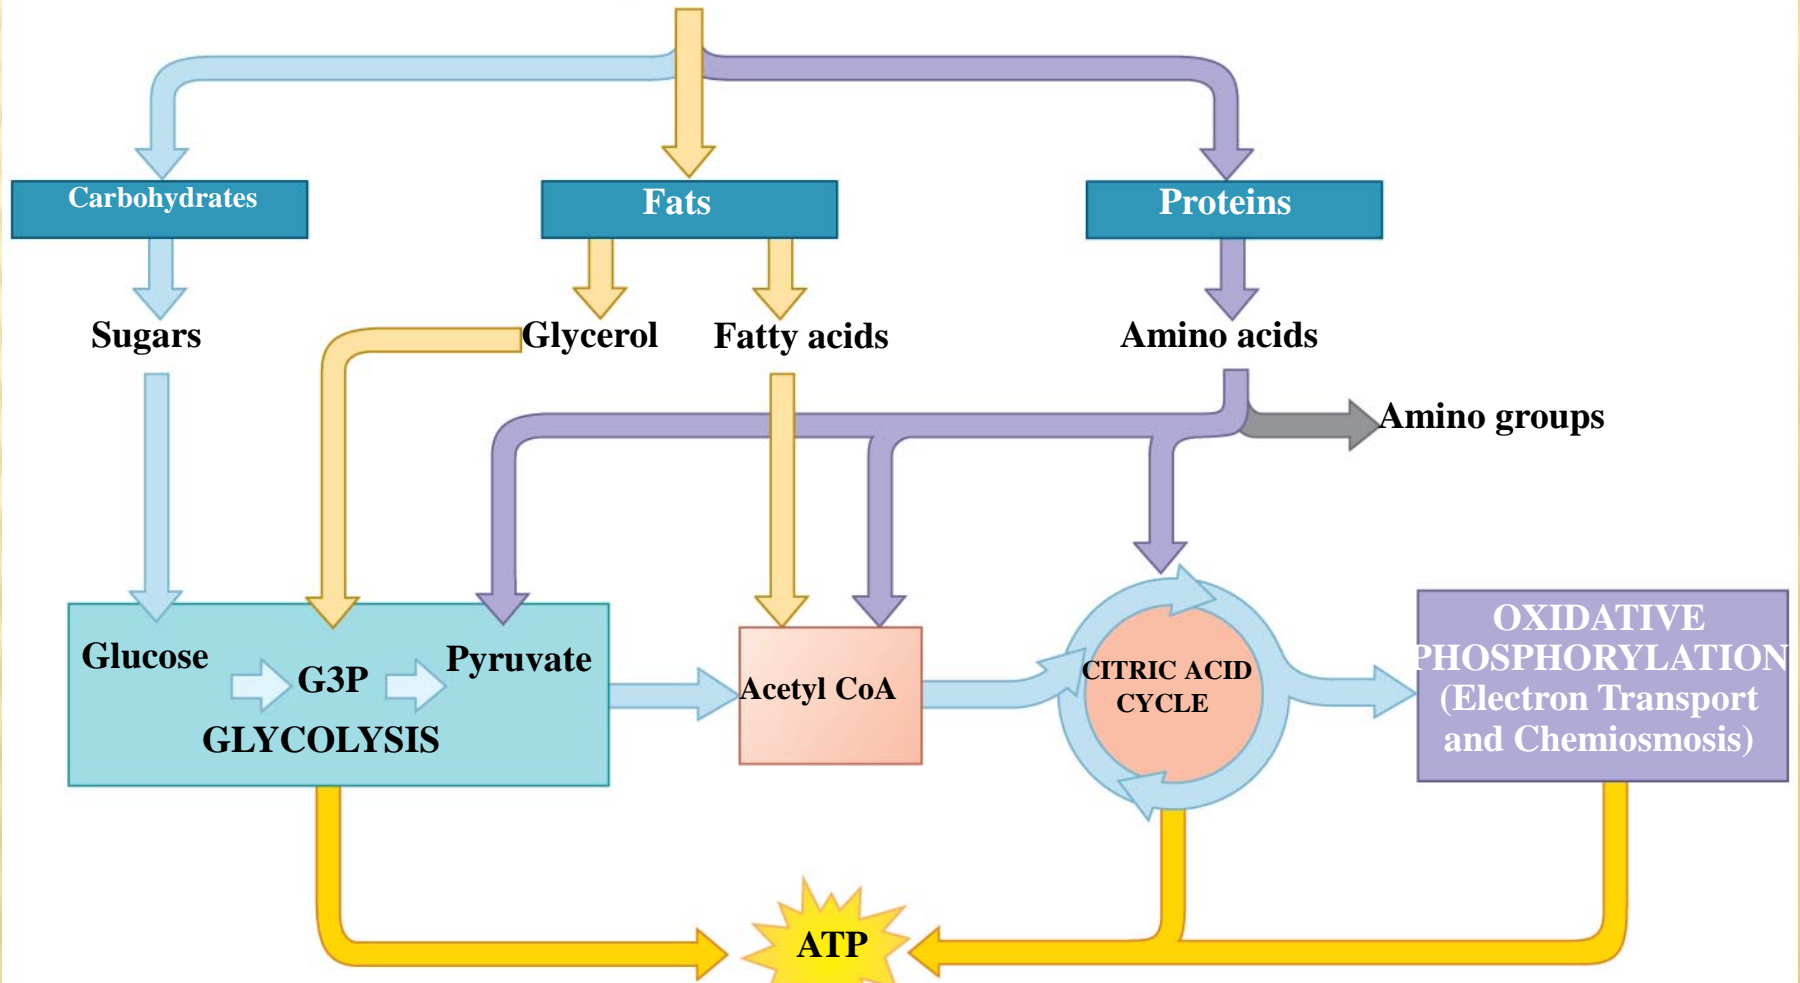 Carbohydrates
Fats
Proteins
Sugars
Glycerol
Fatty acids
Amino acids
Amino groups
Glucose
G3P
Pyruvate
GLYCOLYSIS
Acetyl CoA
CITRIC ACID
CYCLE
OXIDATIVE
PHOSPHORYLATION
(Electron Transport
and Chemiosmosis)
ATP